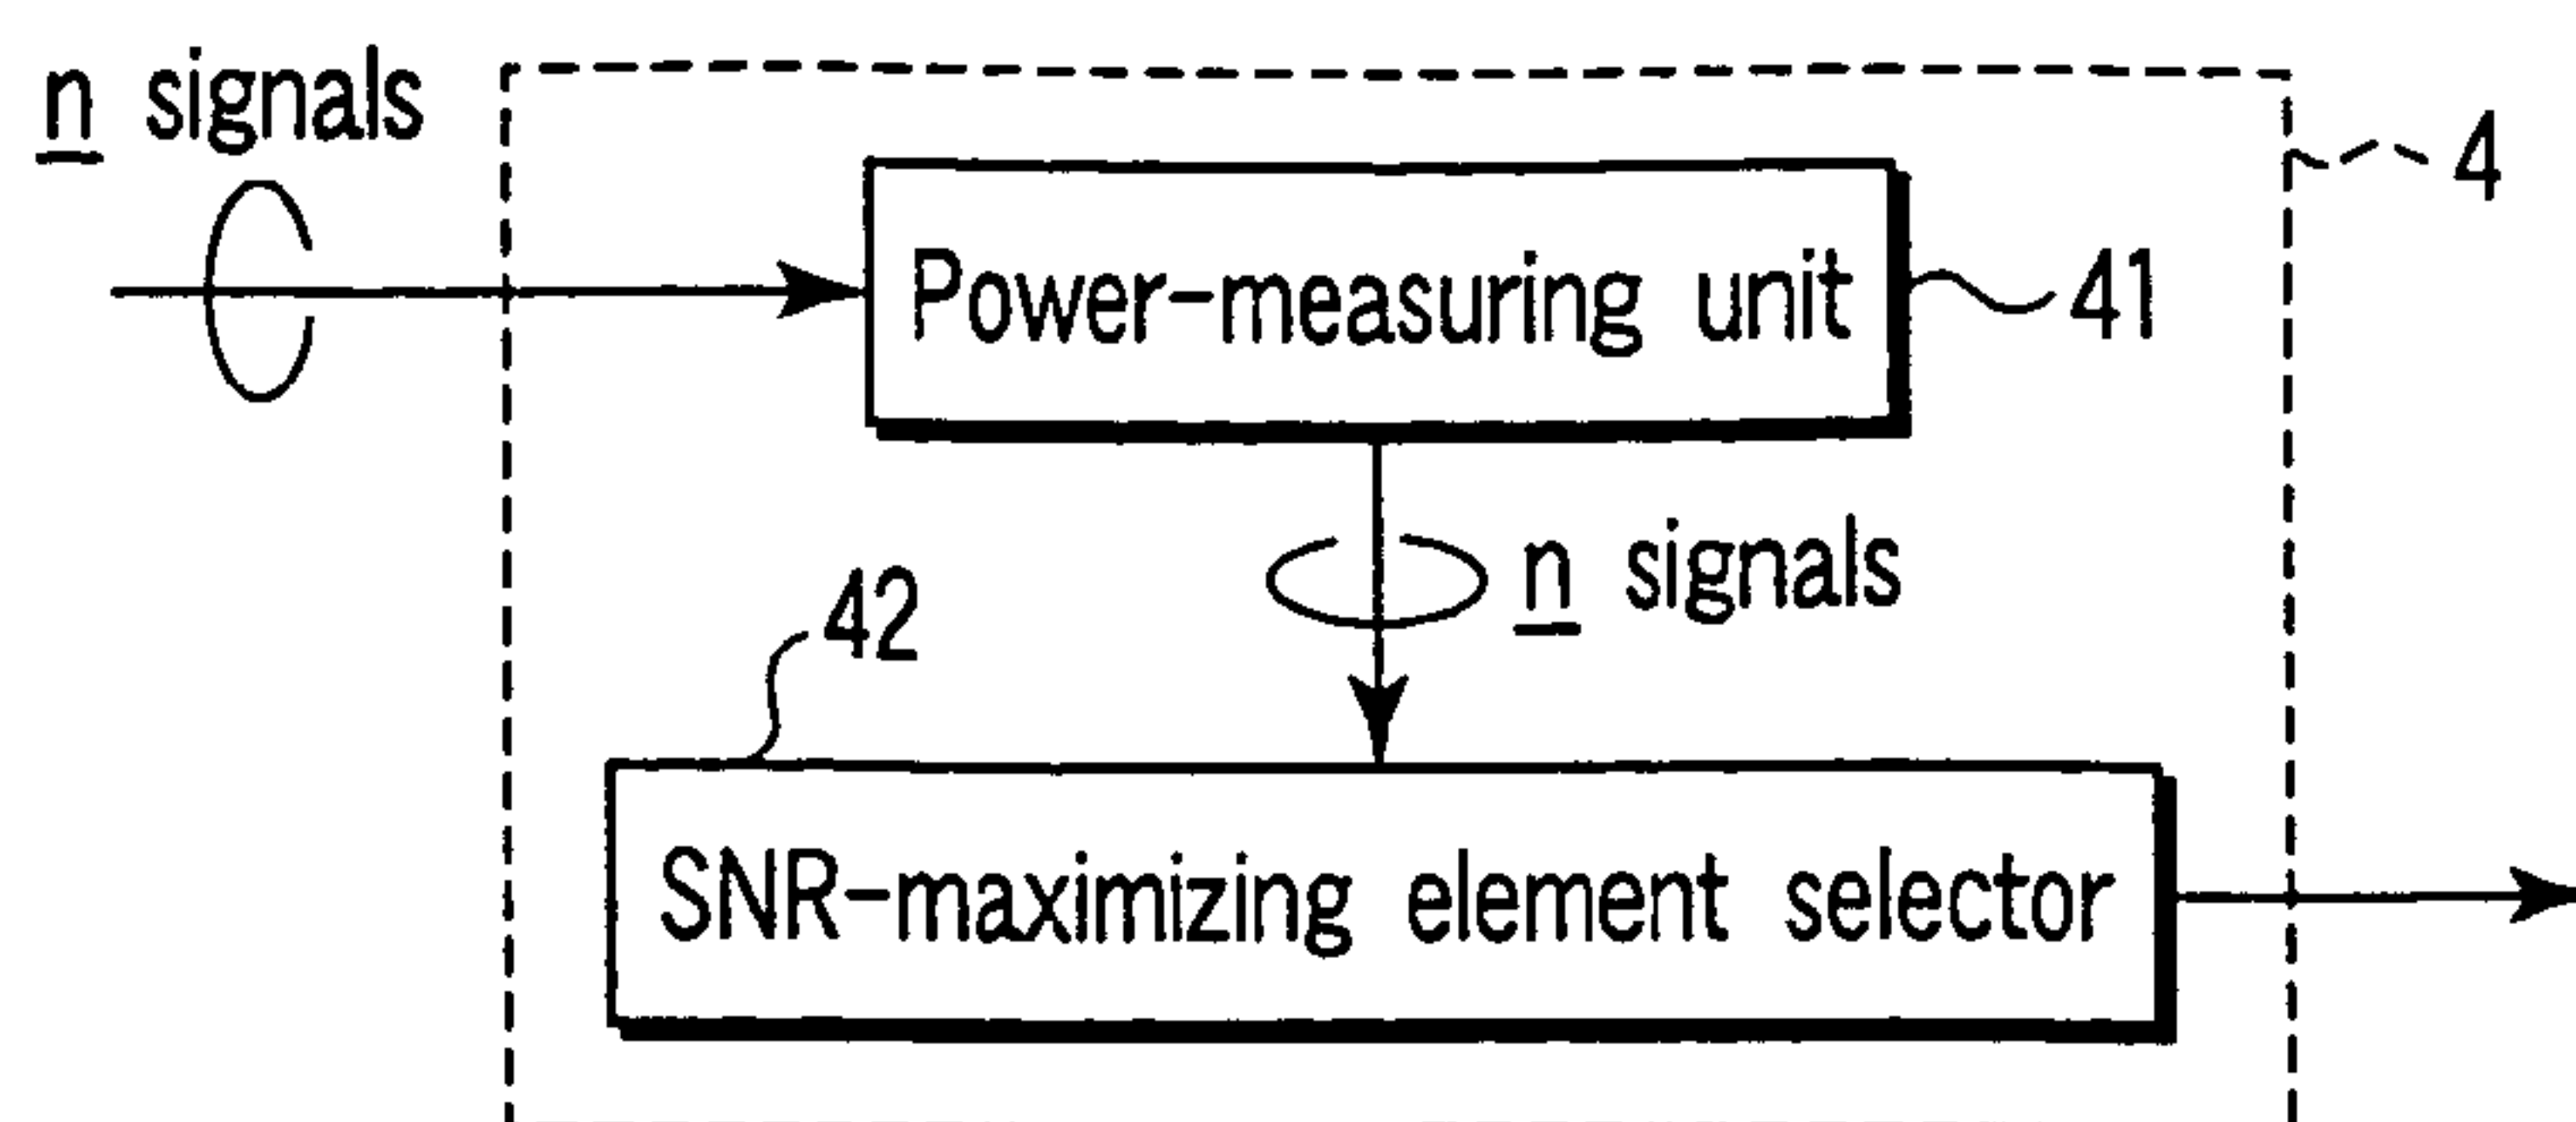 n signals
4
Power-measuring unit
41
n signals
42
SNR-maximizing element selector